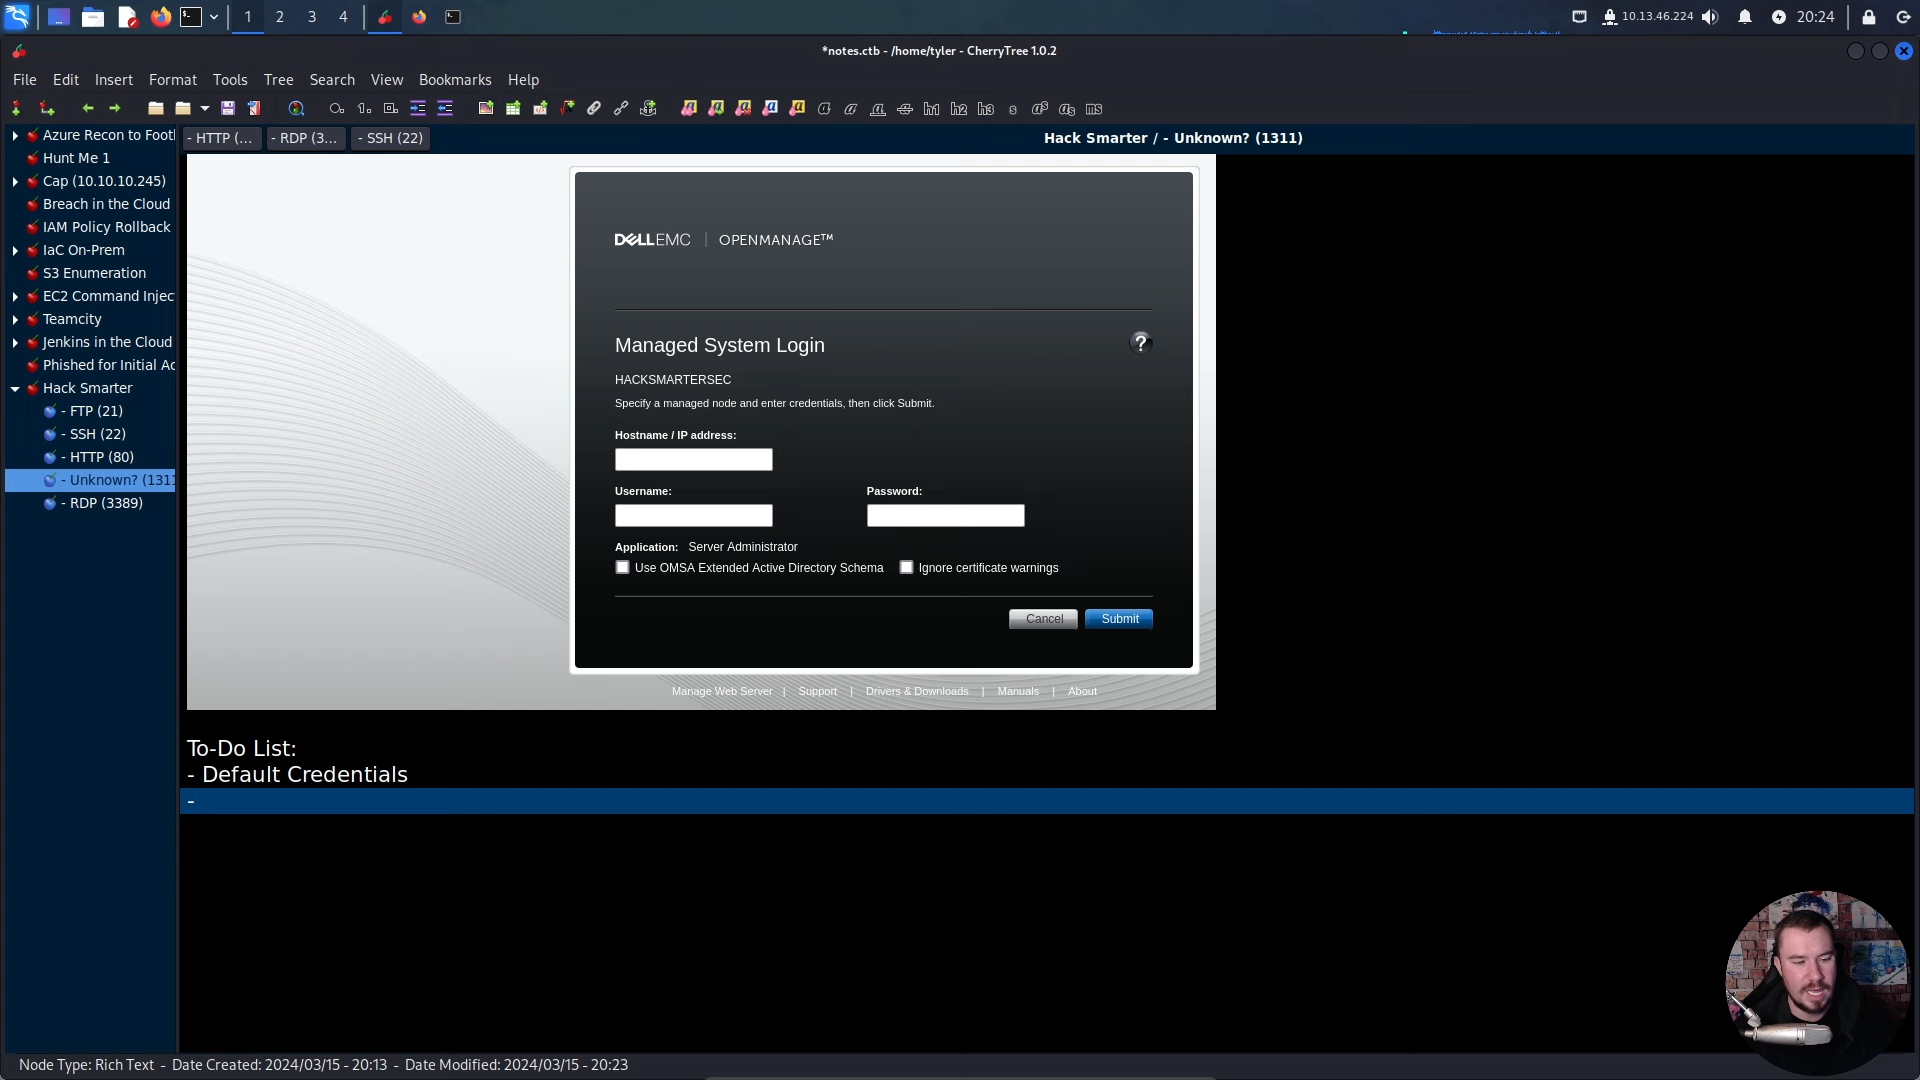 1 2 3 4
10.13.46.224
20:24
*notes.ctb - /home/tyler - CherryTree 1.0.2
File Edit Insert Format Tools Tree Search View Bookmarks Help
h1 h2 h3 s ms
Azure Recon to Footl
Hunt Me 1
Cap (10.10.10.245)
Breach in the Cloud
IAM Policy Rollback
IaC On-Prem
S3 Enumeration
EC2 Command Inject
Teamcity
Jenkins in the Cloud
Phished for Initial Ac
Hack Smarter
- FTP (21)
- SSH (22)
- HTTP (80)
- Unknown? (1311
- RDP (3389)
- HTTP (... - RDP (3... - SSH (22)
Hack Smarter / - Unknown? (1311)
DELLEMC | OPENMANAGE™
Managed System Login
?
HACKSMARTERSEC
Specify a managed node and enter credentials, then click Submit.
Hostname / IP address:
Username: Password:
Application: Server Administrator
Use OMSA Extended Active Directory Schema Ignore certificate warnings
Cancel Submit
Manage Web Server | Support | Drivers & Downloads | Manuals | About
To-Do List:
- Default Credentials
-
Node Type: Rich Text - Date Created: 2024/03/15 - 20:13 - Date Modified: 2024/03/15 - 20:23